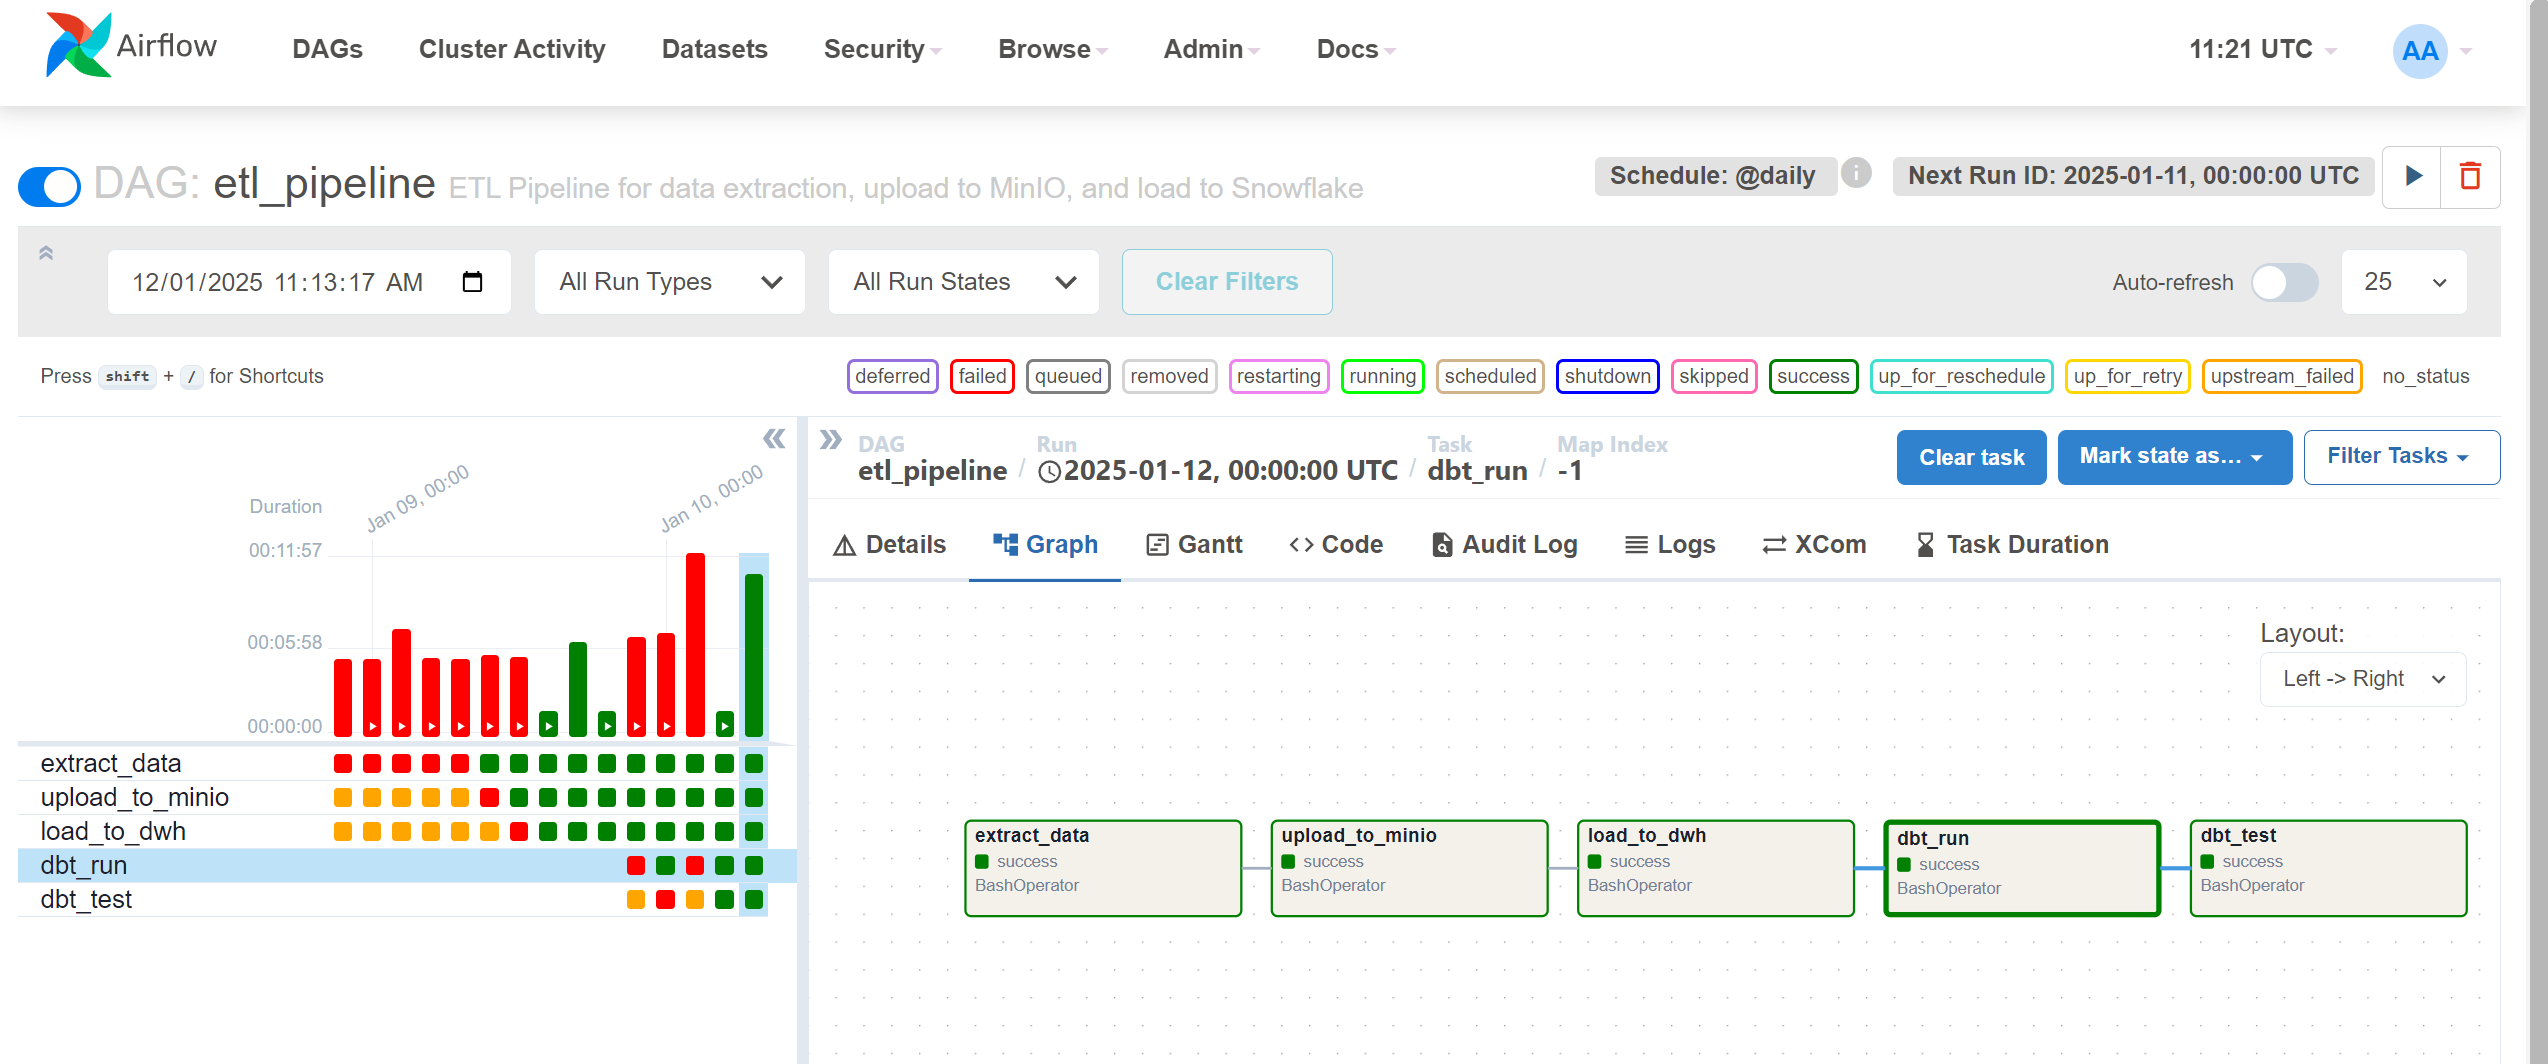 Airflow DAGs Cluster Activity Datasets Security Browse Admin Docs 11:21 UTC AA
DAG: etl_pipeline ETL Pipeline for data extraction, upload to MinIO, and load to Snowflake Schedule: @daily i Next Run ID: 2025-01-11, 00:00:00 UTC
12/01/2025 11:13:17 AM All Run Types All Run States Clear Filters Auto-refresh 25
Press shift + / for Shortcuts deferred failed queued removed restarting running scheduled shutdown skipped success up_for_reschedule up_for_retry upstream_failed no_status
Duration
Jan 09, 00:00 Jan 10, 00:00
00:11:57
00:05:58
00:00:00
extract_data
upload_to_minio
load_to_dwh
dbt_run
dbt_test
DAG Run Task Map Index
etl_pipeline / 2025-01-12, 00:00:00 UTC / dbt_run / -1
Clear task Mark state as... Filter Tasks
Details Graph Gantt Code Audit Log Logs XCom Task Duration
Layout:
Left -> Right
extract_data
success
BashOperator
upload_to_minio
success
BashOperator
load_to_dwh
success
BashOperator
dbt_run
success
BashOperator
dbt_test
success
BashOperator